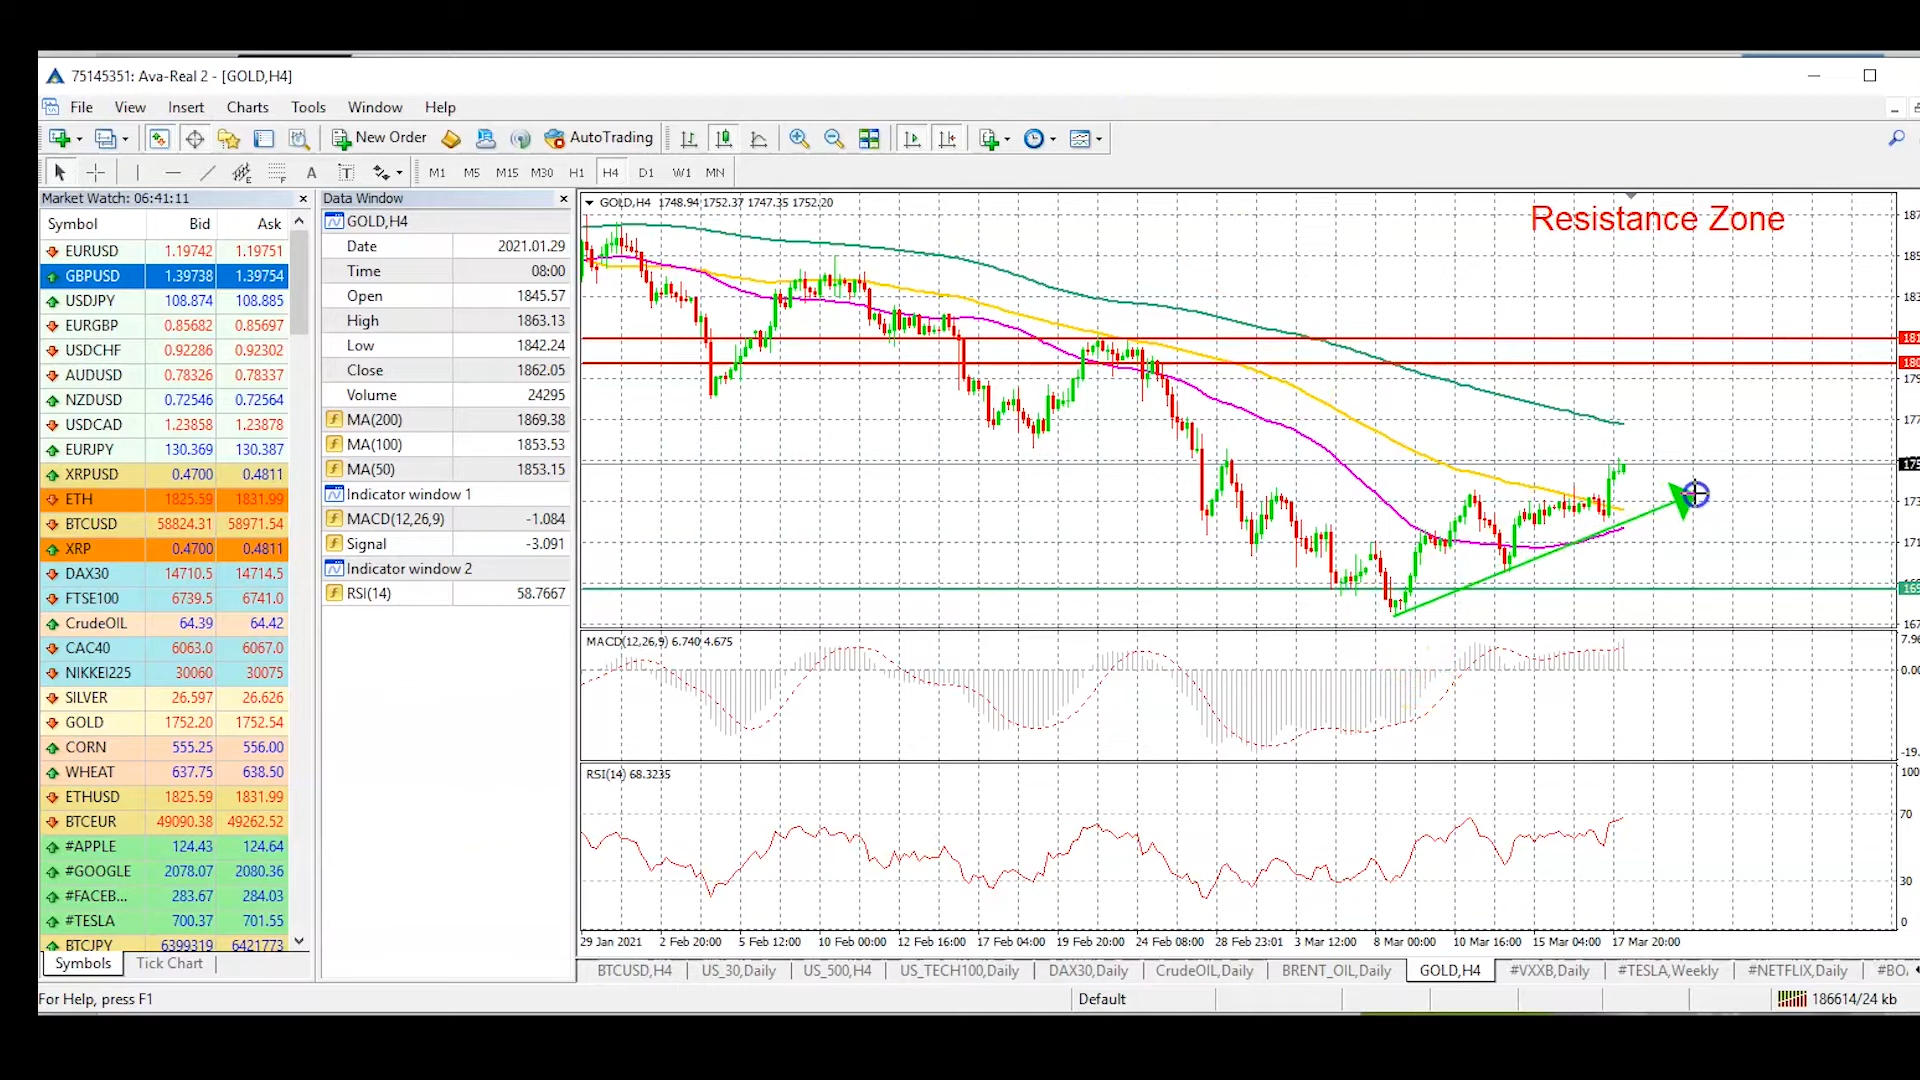 75145351: Ava-Real 2 - [GOLD,H4]
File View Insert Charts Tools Window Help
New Order AutoTrading
A T M1 M5 M15 M30 H1 H4 D1 W1 MN
Market Watch: 06:41:11
Symbol Bid Ask
EURUSD 1.19742 1.19751
GBPUSD 1.39738 1.39754
USDJPY 108.874 108.885
EURGBP 0.85682 0.85697
USDCHF 0.92286 0.92302
AUDUSD 0.78326 0.78337
NZDUSD 0.72546 0.72564
USDCAD 1.23858 1.23878
EURJPY 130.369 130.387
XRPUSD 0.4700 0.4811
ETH 1825.59 1831.99
BTCUSD 58824.31 58971.54
XRP 0.4700 0.4811
DAX30 14710.5 14714.5
FTSE100 6739.5 6741.0
CrudeOIL 64.39 64.42
CAC40 6063.0 6067.0
NIKKEI225 30060 30075
SILVER 26.597 26.626
GOLD 1752.20 1752.54
CORN 555.25 556.00
WHEAT 637.75 638.50
ETHUSD 1825.59 1831.99
BTCEUR 49090.38 49262.52
#APPLE 124.43 124.64
#GOOGLE 2078.07 2080.36
#FACEB... 283.67 284.03
#TESLA 700.37 701.55
BTCJPY 6399319 6421773
Symbols Tick Chart
Data Window
GOLD,H4
Date 2021.01.29
Time 08:00
Open 1845.57
High 1863.13
Low 1842.24
Close 1862.05
Volume 24295
MA(200) 1869.38
MA(100) 1853.53
MA(50) 1853.15
Indicator window 1
MACD(12,26,9) -1.084
Signal -3.091
Indicator window 2
RSI(14) 58.7667
GOLD,H4 1748.94 1752.37 1747.35 1752.20
Resistance Zone
MACD(12,26,9) 6.740 4.675
RSI(14) 68.3235
100
70
30
0
29 Jan 2021 2 Feb 20:00 5 Feb 12:00 10 Feb 00:00 12 Feb 16:00 17 Feb 04:00 19 Feb 20:00 24 Feb 08:00 28 Feb 23:01 3 Mar 12:00 8 Mar 00:00 10 Mar 16:00 15 Mar 04:00 17 Mar 20:00
BTCUSD,H4 US_30,Daily US_500,H4 US_TECH100,Daily DAX30,Daily CrudeOIL,Daily BRENT_OIL,Daily GOLD,H4 #VXXB,Daily #TESLA,Weekly #NETFLIX,Daily #BO
For Help, press F1
Default
186614/24 kb